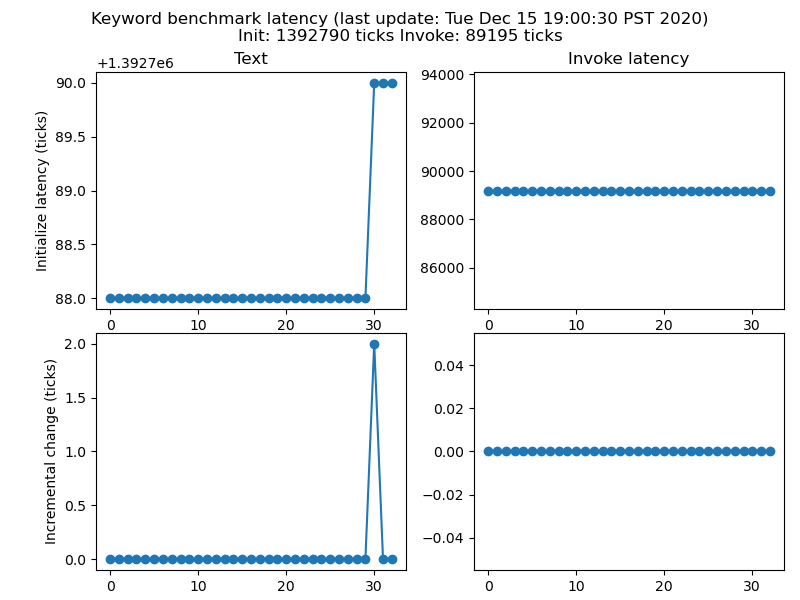 Keyword benchmark latency (last update: Tue Dec 15 19:00:30 PST 2020)
Init: 1392790 ticks Invoke: 89195 ticks
Text
+1.3927e6
Initialize latency (ticks)
90.0
89.5
89.0
88.5
88.0
0 10 20 30
Invoke latency
94000
92000
90000
88000
86000
0 10 20 30
Incremental change (ticks)
2.0
1.5
1.0
0.5
0.0
0 10 20 30
0.04
0.02
0.00
−0.02
−0.04
0 10 20 30